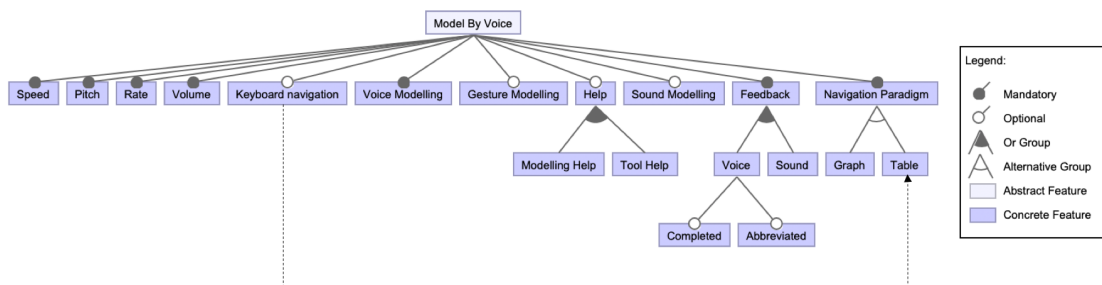 Model By Voice
Speed
Pitch
Rate
Volume
Keyboard navigation
Voice Modelling
Gesture Modelling
Help
Sound Modelling
Feedback
Navigation Paradigm
Modelling Help
Tool Help
Voice
Sound
Graph
Table
Completed
Abbreviated
Legend:
Mandatory
Optional
Or Group
Alternative Group
Abstract Feature
Concrete Feature